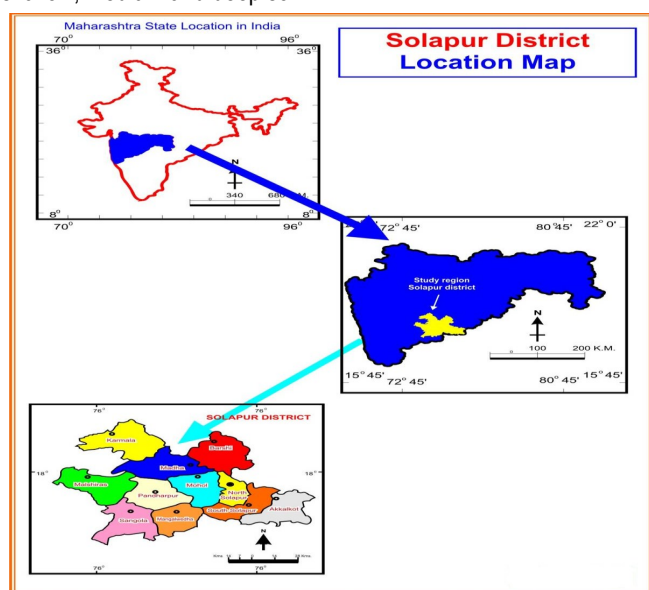 Maharashtra State Location in India
70° 96°
36° 36°
N
0 340 680 K.M.
8° 8°
70° 96°
Solapur District
Location Map
72° 45' 80° 45' 22° 0'
Study region
Solapur district
N
0 100 200 K.M.
15° 45' 15° 45'
72° 45' 80° 45'
76° 76°
SOLAPUR DISTRICT
Karmala
Barshi
Madha
18° 18°
Malshiras
Mohol
North
Solapur
Pandharpur
Akkalkot
South Solapur
Sangola
Mangalwedha
N
76° 76°